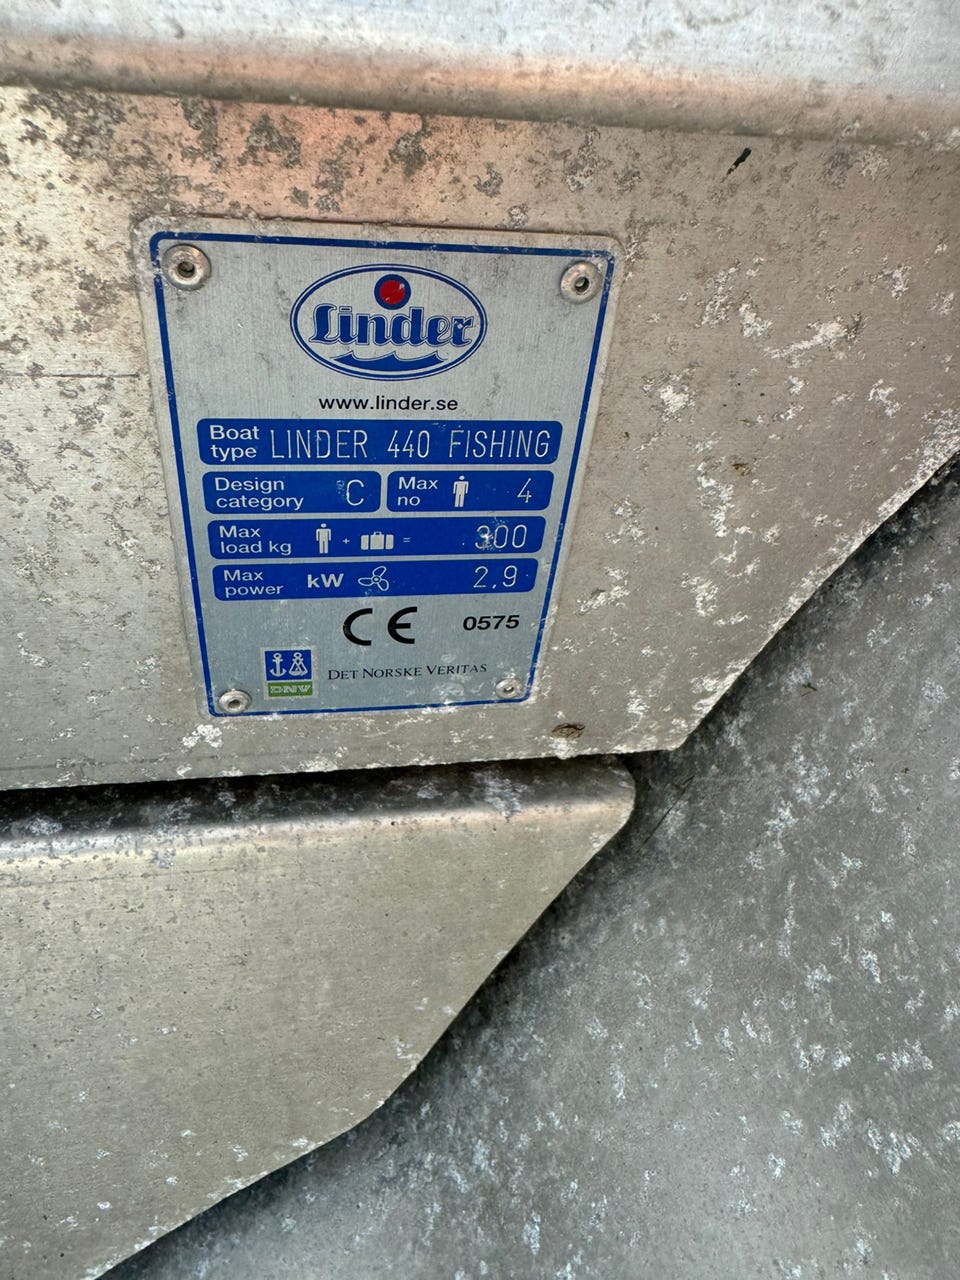 Linder
www.linder.se
Boat type LINDER 440 FISHING
Design category C Max no 4
Max load kg + = 300
Max power kW 2.9
CE 0575
DNV DET NORSKE VERITAS